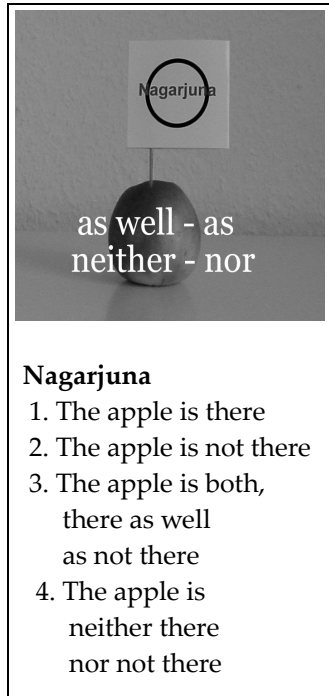 Nagarjuna
as well - as
neither - nor
Nagarjuna
1. The apple is there
2. The apple is not there
3. The apple is both,
there as well
as not there
4. The apple is
neither there
nor not there